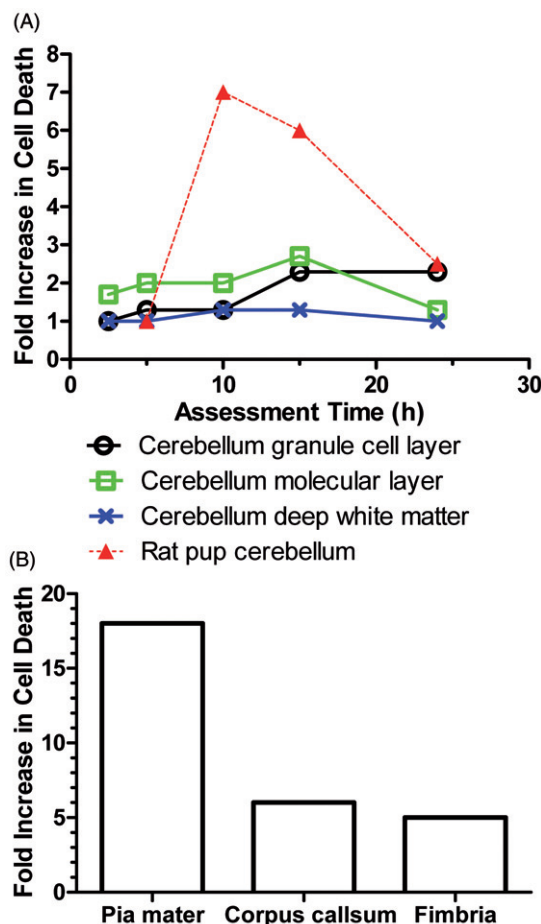 (A)
Fold Increase in Cell Death
8
7
6
5
4
3
2
1
0
0 10 20 30
Assessment Time (h)
Cerebellum granule cell layer
Cerebellum molecular layer
Cerebellum deep white matter
Rat pup cerebellum
(B)
Fold Increase in Cell Death
20
15
10
5
0
Pia mater Corpus callsum Fimbria